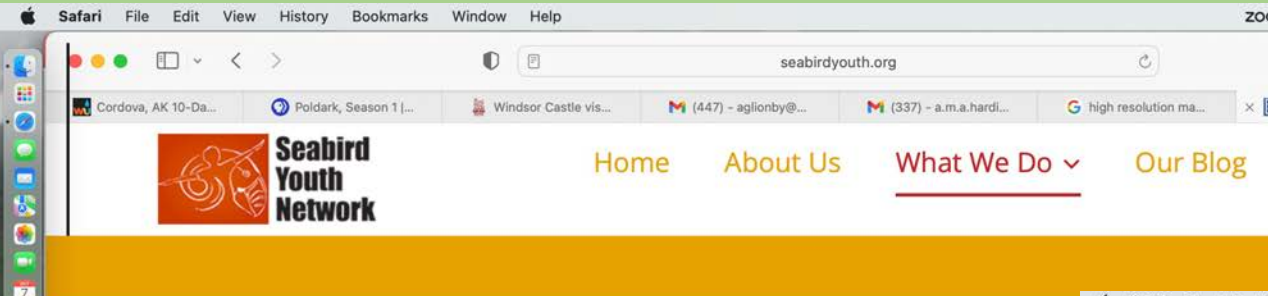 Safari File Edit View History Bookmarks Window Help
seabirdyouth.org
Cordova, AK 10-Da... Poldark, Season 1 |... Windsor Castle vis... (447) – aglionby@... (337) – a.m.a.hardi... high resolution ma...
Seabird
Youth
Network
Home About Us What We Do Our Blog
7